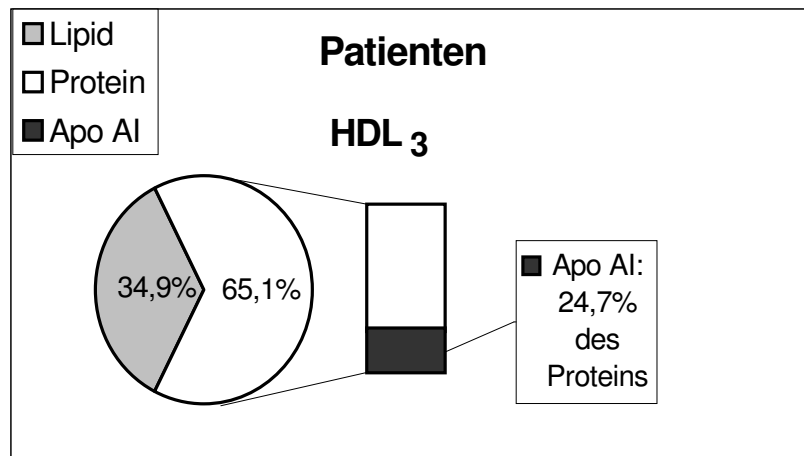 Lipid
Protein
Apo AI
Patienten
HDL 3
34,9%
65,1%
Apo AI:
24,7%
des
Proteins